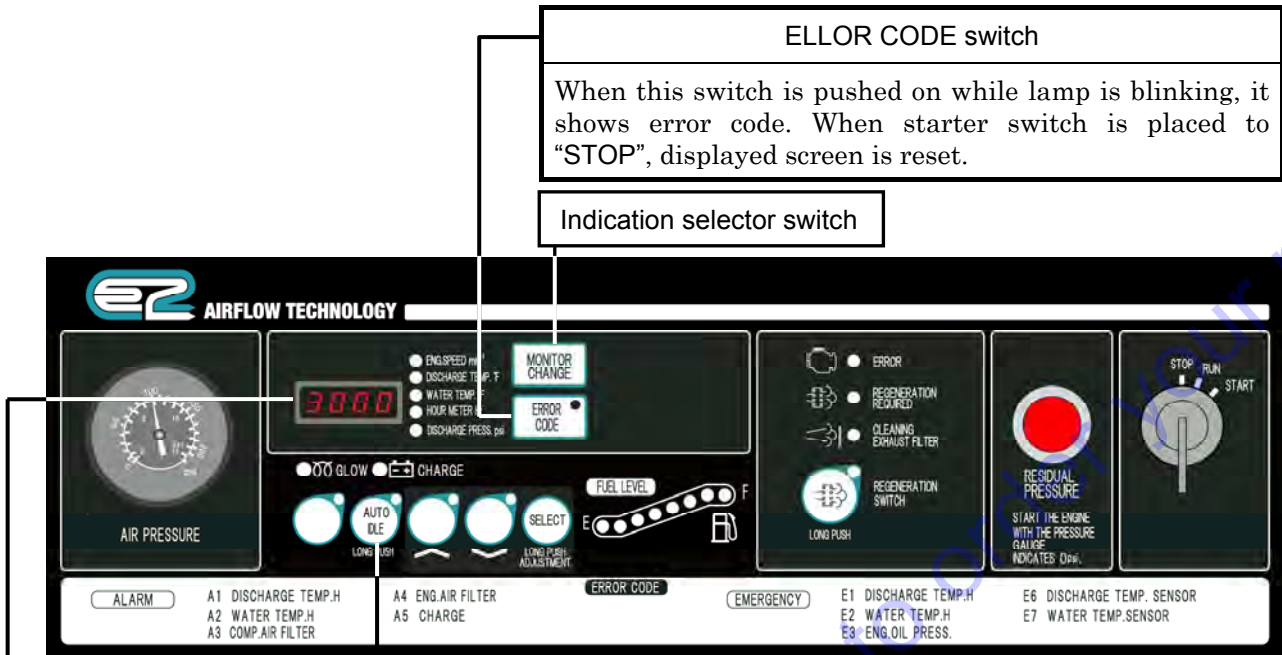 ELLOR CODE switch
When this switch is pushed on while lamp is blinking, it
shows error code. When starter switch is placed to
“STOP”, displayed screen is reset.
Indication selector switch
e2 AIRFLOW TECHNOLOGY
AIR PRESSURE
3000
ENG.SPEED
DISCHARGE TEMP. °F
WATER TEMP.
HOUR METER
DISCHARGE PRESS. psi
MONITOR
CHANGE
ERROR
CODE
GLOW
CHARGE
AUTO
IDLE
LONG PUSH
SELECT
LONG PUSH
ADJUSTMENT
FUEL LEVEL
E
F
ERROR
REGENERATION
REQUIRED
CLEANING
EXHAUST FILTER
REGENERATION
SWITCH
LONG PUSH
RESIDUAL
PRESSURE
START THE ENGINE
WITH THE PRESSURE
GAUGE
INDICATES 0psi.
STOP
RUN
START
ERROR CODE
ALARM
A1 DISCHARGE TEMP.H
A2 WATER TEMP.H
A3 COMP.AIR FILTER
A4 ENG.AIR FILTER
A5 CHARGE
EMERGENCY
E1 DISCHARGE TEMP.H
E2 WATER TEMP.H
E3 ENG.OIL PRESS.
E6 DISCHARGE TEMP. SENSOR
E7 WATER TEMP.SENSOR
to order your